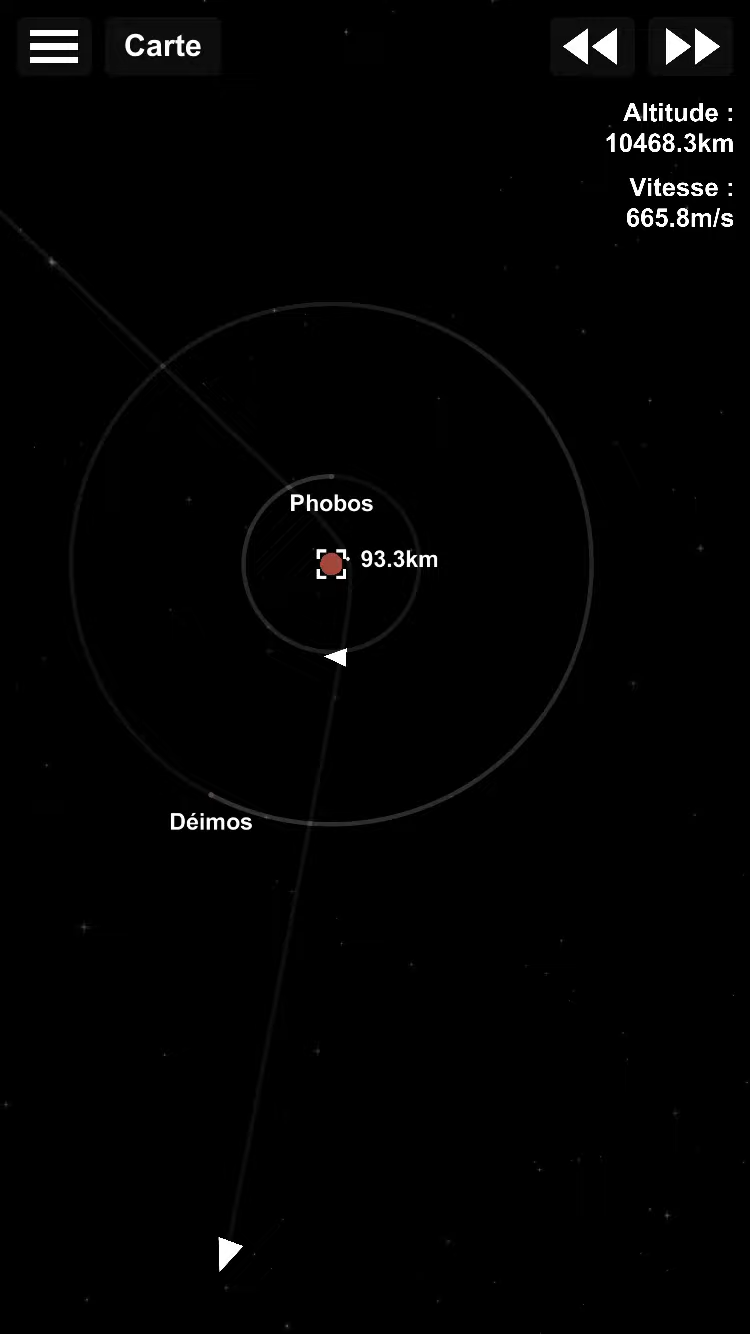 Carte
Altitude :
10468.3km
Vitesse :
665.8m/s
Phobos
93.3km
Déimos